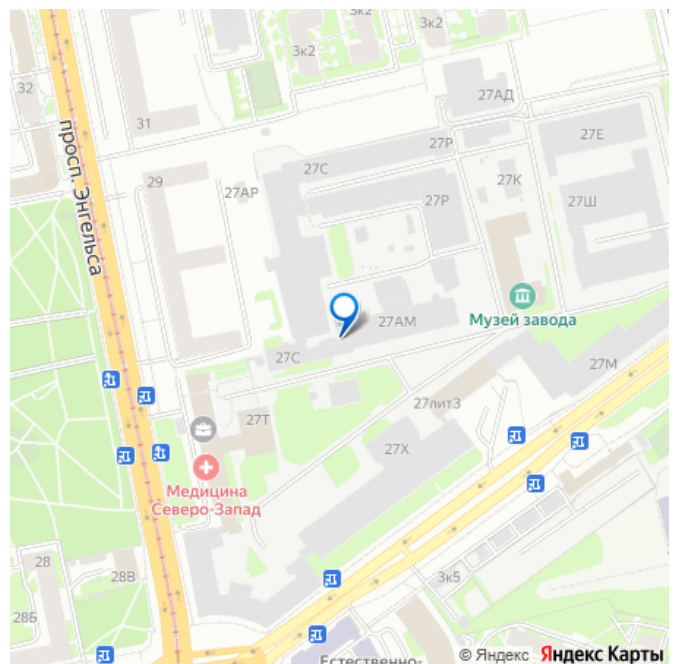 3к2
3к2
3к2
32
27АД
31
просп. Энгельса
27Е
27Р
27С
29
27К
27АР
27Р
27Ш
27АМ
Музей завода
27С
27М
27лит3
27Т
27Х
Медицина
Северо-Запад
28
28В
3к5
28Б
Естественно-
© Яндекс Яндекс Карты